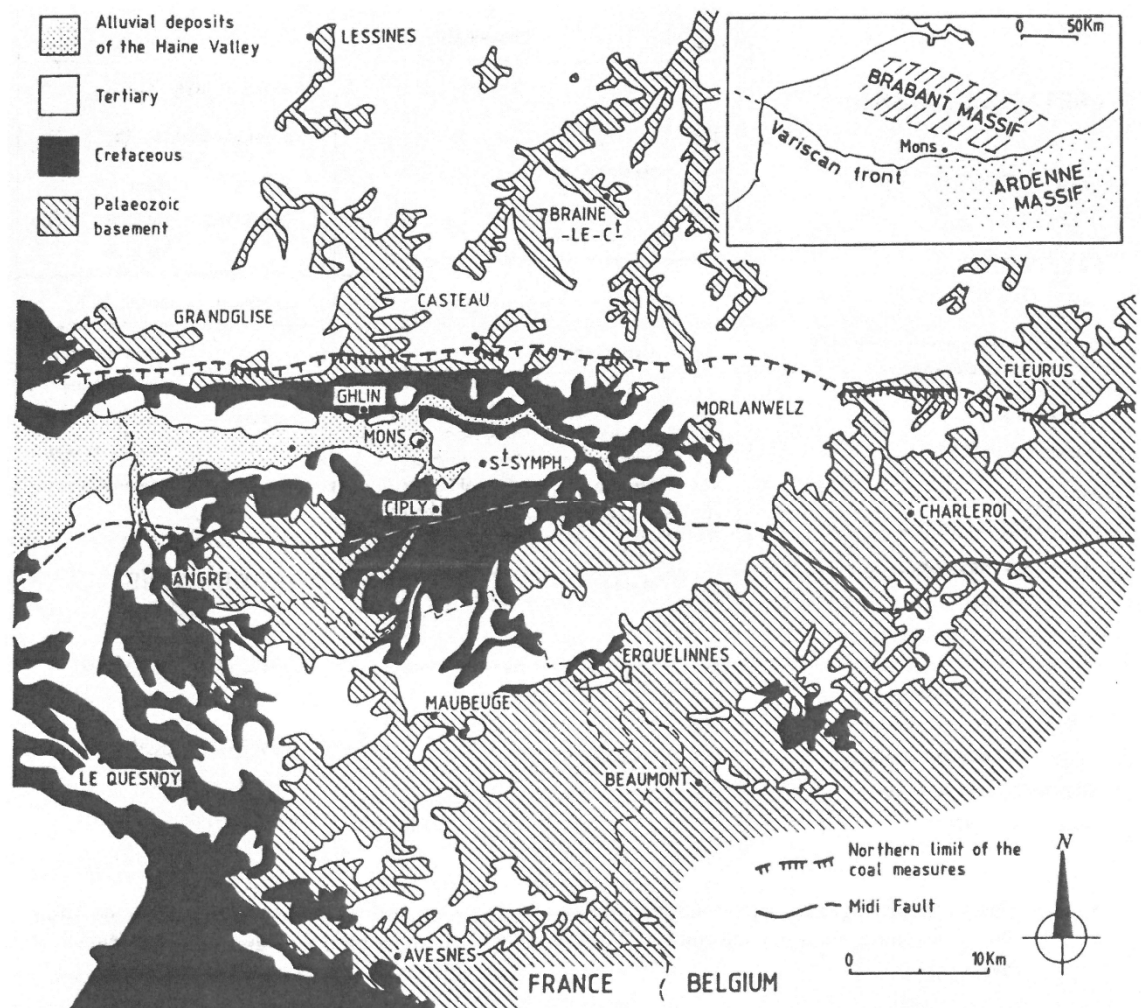 Alluvial deposits
of the Haine Valley
Tertiary
Cretaceous
Palaeozoic
basement
LESSINES
0 50Km
BRABANT MASSIF
Mons
Variscan front
ARDENNE
MASSIF
BRAINE
-LE-Cᵗ
CASTEAU
GRANDGLISE
FLEURUS
GHLIN
MORLANWELZ
MONS
Sᵗ SYMPH.
CIPLY
CHARLEROI
ANGRE
ERQUELINNES
MAUBEUGE
LE QUESNOY
BEAUMONT
Northern limit of the
coal measures
Midi Fault
N
AVESNES
FRANCE BELGIUM
0 10Km